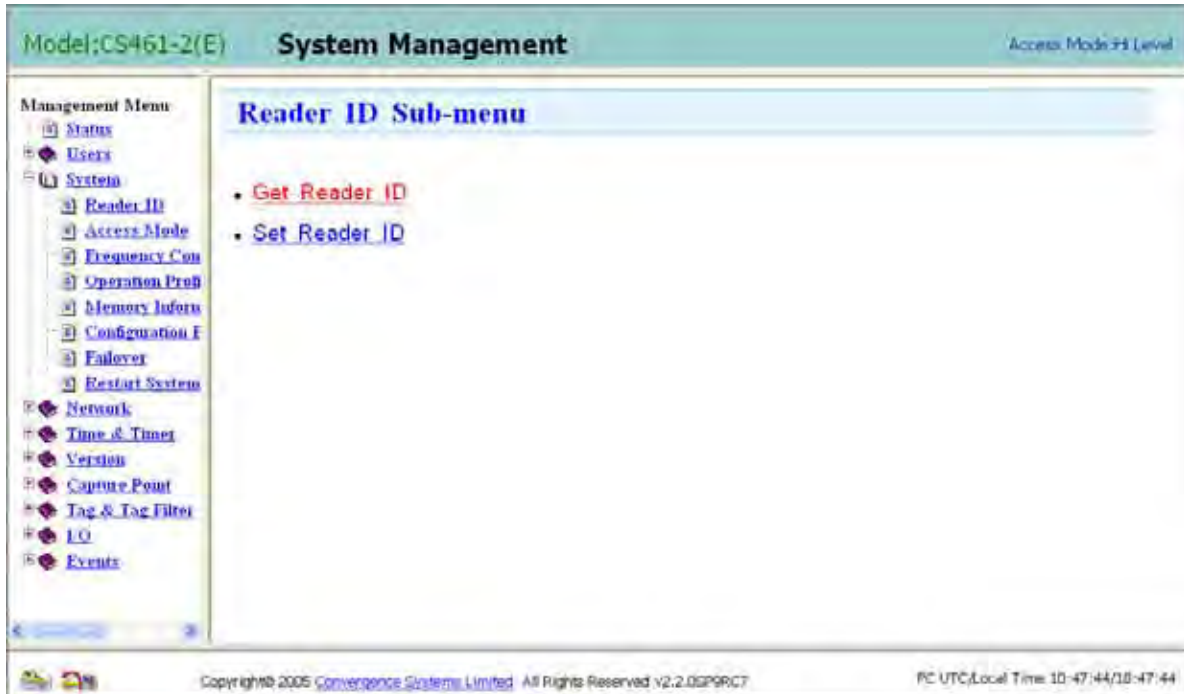 Model:CS461-2(E) System Management Access Mode:Hi Level
Management Menu
Status
Users
System
Reader ID
Access Mode
Frequency Con
Operation Profi
Memory Inform
Configuration F
Failover
Restart System
Network
Time & Timer
Version
Capture Point
Tag & Tag Filter
I/O
Events
Reader ID Sub-menu
• Get Reader ID
• Set Reader ID
Copyright© 2005 Convergence Systems Limited All Rights Reserved
PC UTC/Local Time 10:47:44/18:47:44